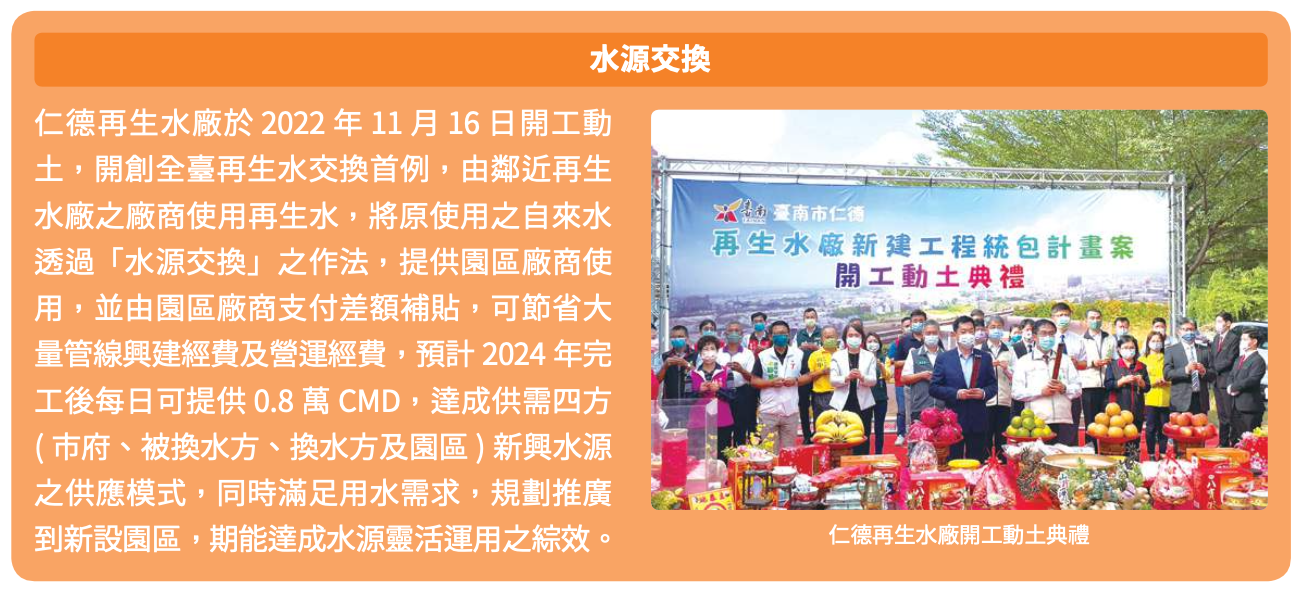 水源交換
仁德再生水廠於 2022 年 11 月 16 日開工動
土，開創全臺再生水交換首例，由鄰近再生
水廠之廠商使用再生水，將原使用之自來水
透過「水源交換」之作法，提供園區廠商使
用，並由園區廠商支付差額補貼，可節省大
量管線興建經費及營運經費，預計 2024 年完
工後每日可提供 0.8 萬 CMD，達成供需四方
( 市府、被換水方、換水方及園區 ) 新興水源
之供應模式，同時滿足用水需求，規劃推廣
到新設園區，期能達成水源靈活運用之綜效。
臺南 臺南市仁德
TAINAN
再生水廠新建工程統包計畫案
開工動土典禮
仁德再生水廠開工動土典禮